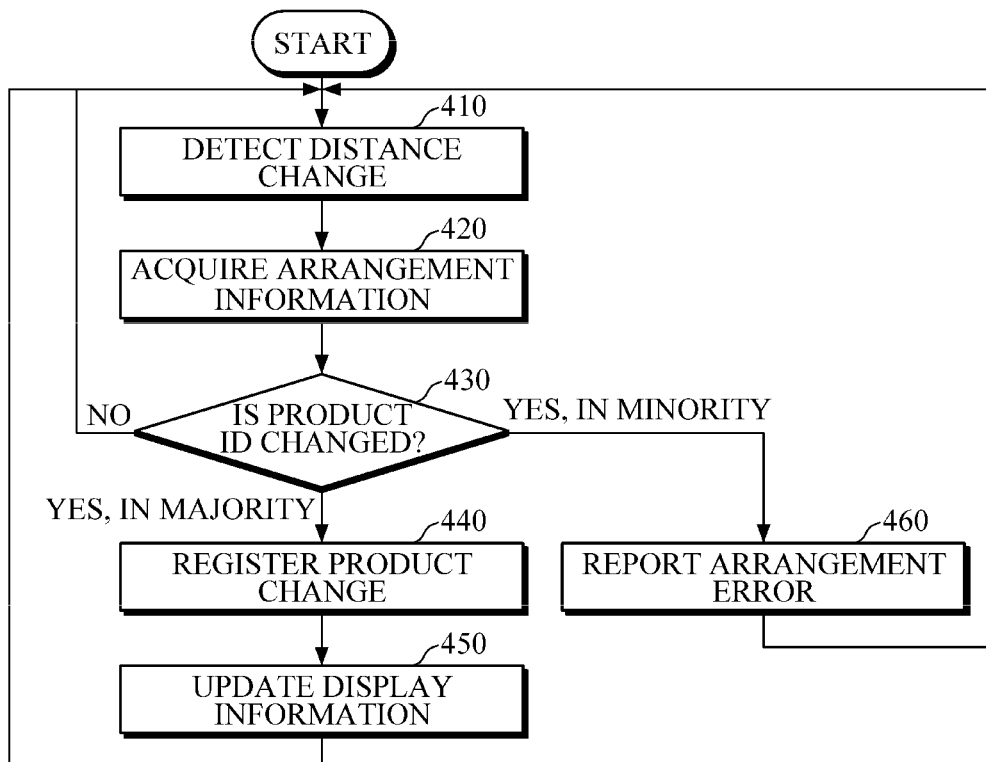 START
410
DETECT DISTANCE
CHANGE
420
ACQUIRE ARRANGEMENT
INFORMATION
430
NO
IS PRODUCT
ID CHANGED?
YES, IN MINORITY
YES, IN MAJORITY
440
REGISTER PRODUCT
CHANGE
460
REPORT ARRANGEMENT
ERROR
450
UPDATE DISPLAY
INFORMATION